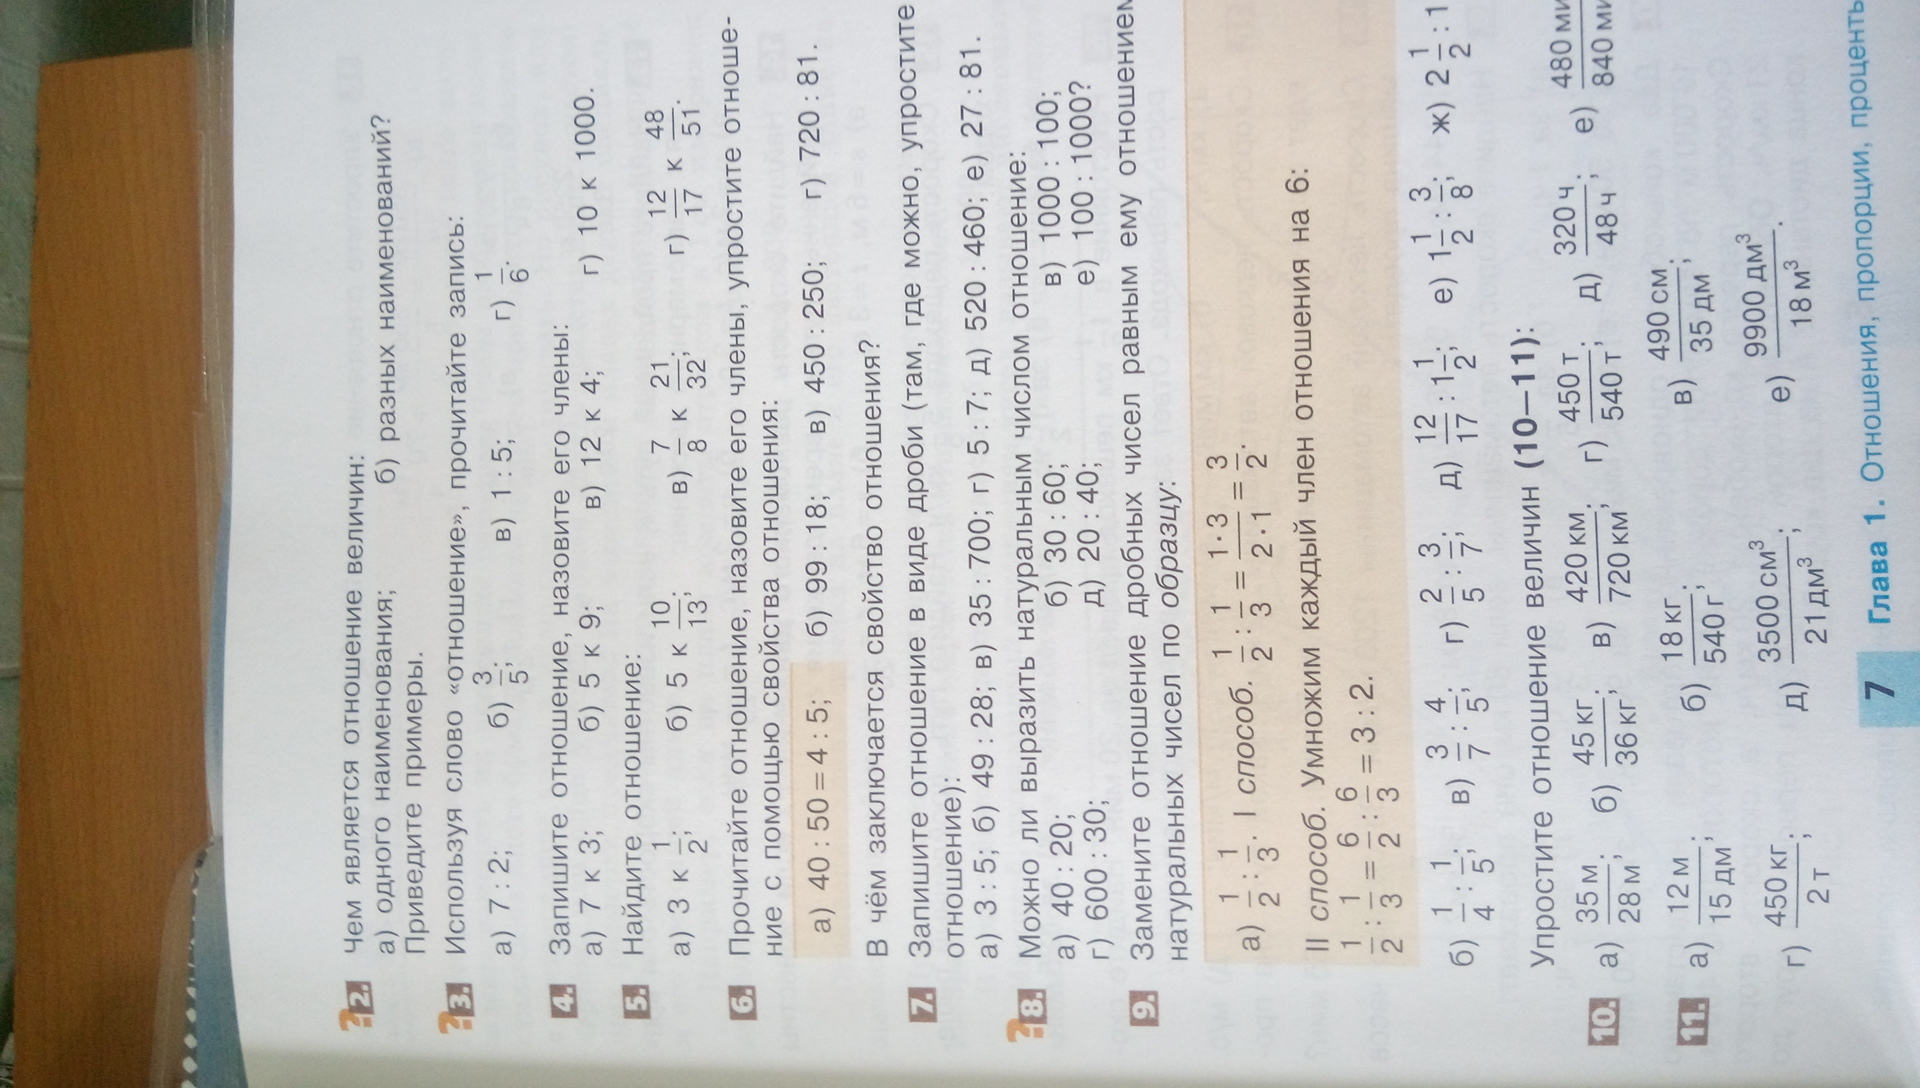 ?2. Чем является отношение величин:
а) одного наименования; б) разных наименований?
Приведите примеры.
?3. Используя слово «отношение», прочитайте запись:
а) 7 : 2; б) 3/5; в) 1 : 5; г) 1/6.
4. Запишите отношение, назовите его члены:
а) 7 к 3; б) 5 к 9; в) 12 к 4; г) 10 к 1000.
5. Найдите отношение:
а) 3 к 1/2; б) 5 к 10/13; в) 7/8 к 21/32; г) 12/17 к 48/51.
6. Прочитайте отношение, назовите его члены, упростите отноше-
ние с помощью свойства отношения:
а) 40 : 50 = 4 : 5; б) 99 : 18; в) 450 : 250; г) 720 : 81.
В чём заключается свойство отношения?
7. Запишите отношение в виде дроби (там, где можно, упростите
отношение):
а) 3 : 5; б) 49 : 28; в) 35 : 700; г) 5 : 7; д) 520 : 460; е) 27 : 81.
?8. Можно ли выразить натуральным числом отношение:
а) 40 : 20; б) 30 : 60; в) 1000 : 100;
г) 600 : 30; д) 20 : 40; е) 100 : 1000?
9. Замените отношение дробных чисел равным ему отношением
натуральных чисел по образцу:
а) 1/2 : 1/3. I способ. 1/2 : 1/3 = 1·3/2·1 = 3/2.
II способ. Умножим каждый член отношения на 6:
1/2 : 1/3 = 6/2 : 6/3 = 3 : 2.
б) 1/4 : 1/5; в) 3/7 : 4/5; г) 2/5 : 3/7; д) 12/17 : 1 1/2; е) 1 1/2 : 3/8; ж) 2 1/2 : 1
Упростите отношение величин (10—11):
10. а) 35 м/28 м; б) 45 кг/36 кг; в) 420 км/720 км; г) 450 т/540 т; д) 320 ч/48 ч; е) 480 ми/840 ми
11. а) 12 м/15 дм; б) 18 кг/540 г; в) 490 см/35 дм;
г) 450 кг/2 т; д) 3500 см³/21 дм³; е) 9900 дм³/18 м³.
7 Глава 1. Отношения, пропорции, проценты